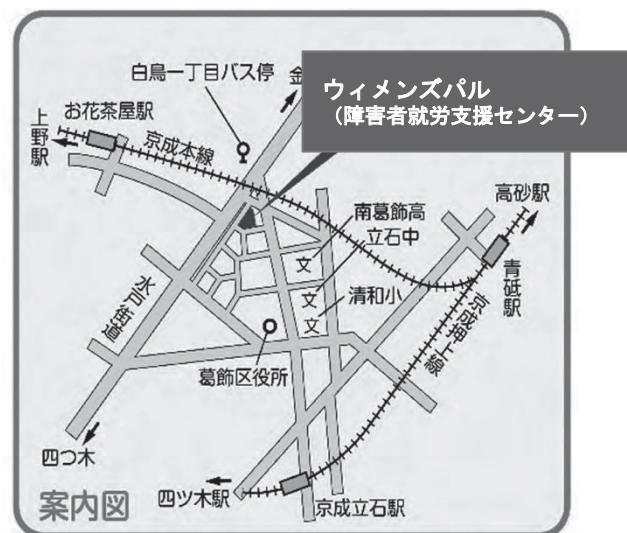 白鳥一丁目バス停
金
ウィメンズパル
（障害者就労支援センター）
お花茶屋駅
上野駅
京成本線
高砂駅
南葛飾高
立石中
文
清和小
文
文
青砥駅
京成押上線
水戸街道
葛飾区役所
四つ木
四ツ木駅
京成立石駅
案内図